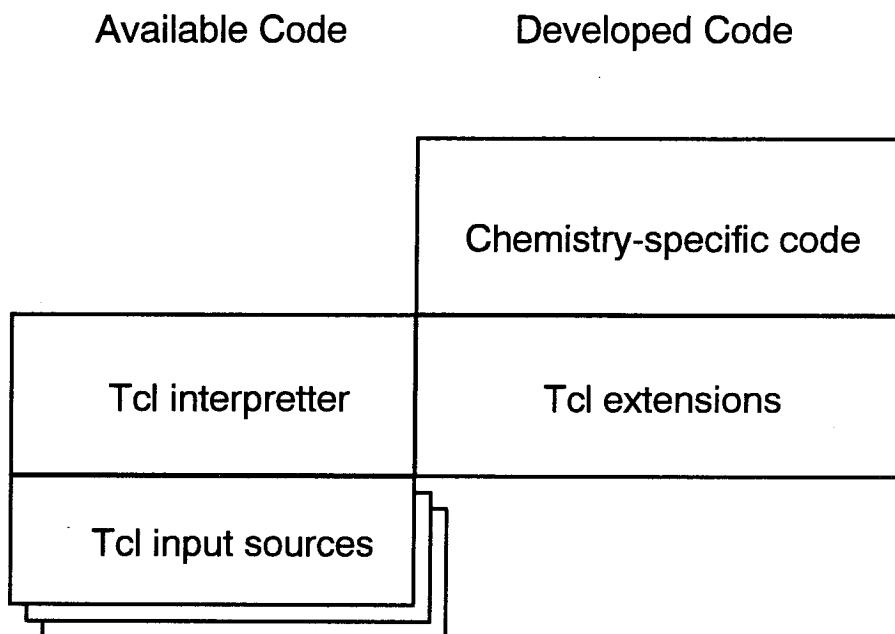 Available Code
Developed Code
Chemistry-specific code
Tcl interpretter
Tcl extensions
Tcl input sources